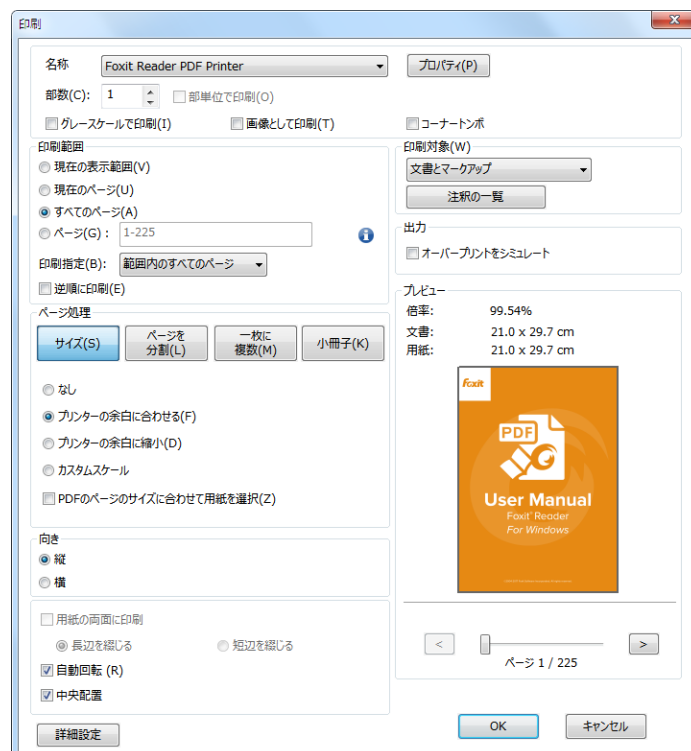 印刷
名称 Foxit Reader PDF Printer プロパティ(P)
部数(C): 1 部単位で印刷(O)
グレースケールで印刷(I) 画像として印刷(T) コーナートンボ
印刷範囲
現在の表示範囲(V)
現在のページ(U)
すべてのページ(A)
ページ(G) : 1-225
印刷指定(B): 範囲内のすべてのページ
逆順に印刷(E)
印刷対象(W)
文書とマークアップ
注釈の一覧
出力
オーバープリントをシミュレート
ページ処理
サイズ(S)
ページを
分割(L)
一枚に
複数(M)
小冊子(K)
なし
プリンターの余白に合わせる(F)
プリンターの余白に縮小(D)
カスタムスケール
PDFのページのサイズに合わせて用紙を選択(Z)
向き
縦
横
用紙の両面に印刷
長辺を綴じる 短辺を綴じる
自動回転 (R)
中央配置
詳細設定
プレビュー
倍率: 99.54%
文書: 21.0 x 29.7 cm
用紙: 21.0 x 29.7 cm
Foxit
PDF
User Manual
Foxit® Reader
For Windows
< >
ページ 1 / 225
OK キャンセル